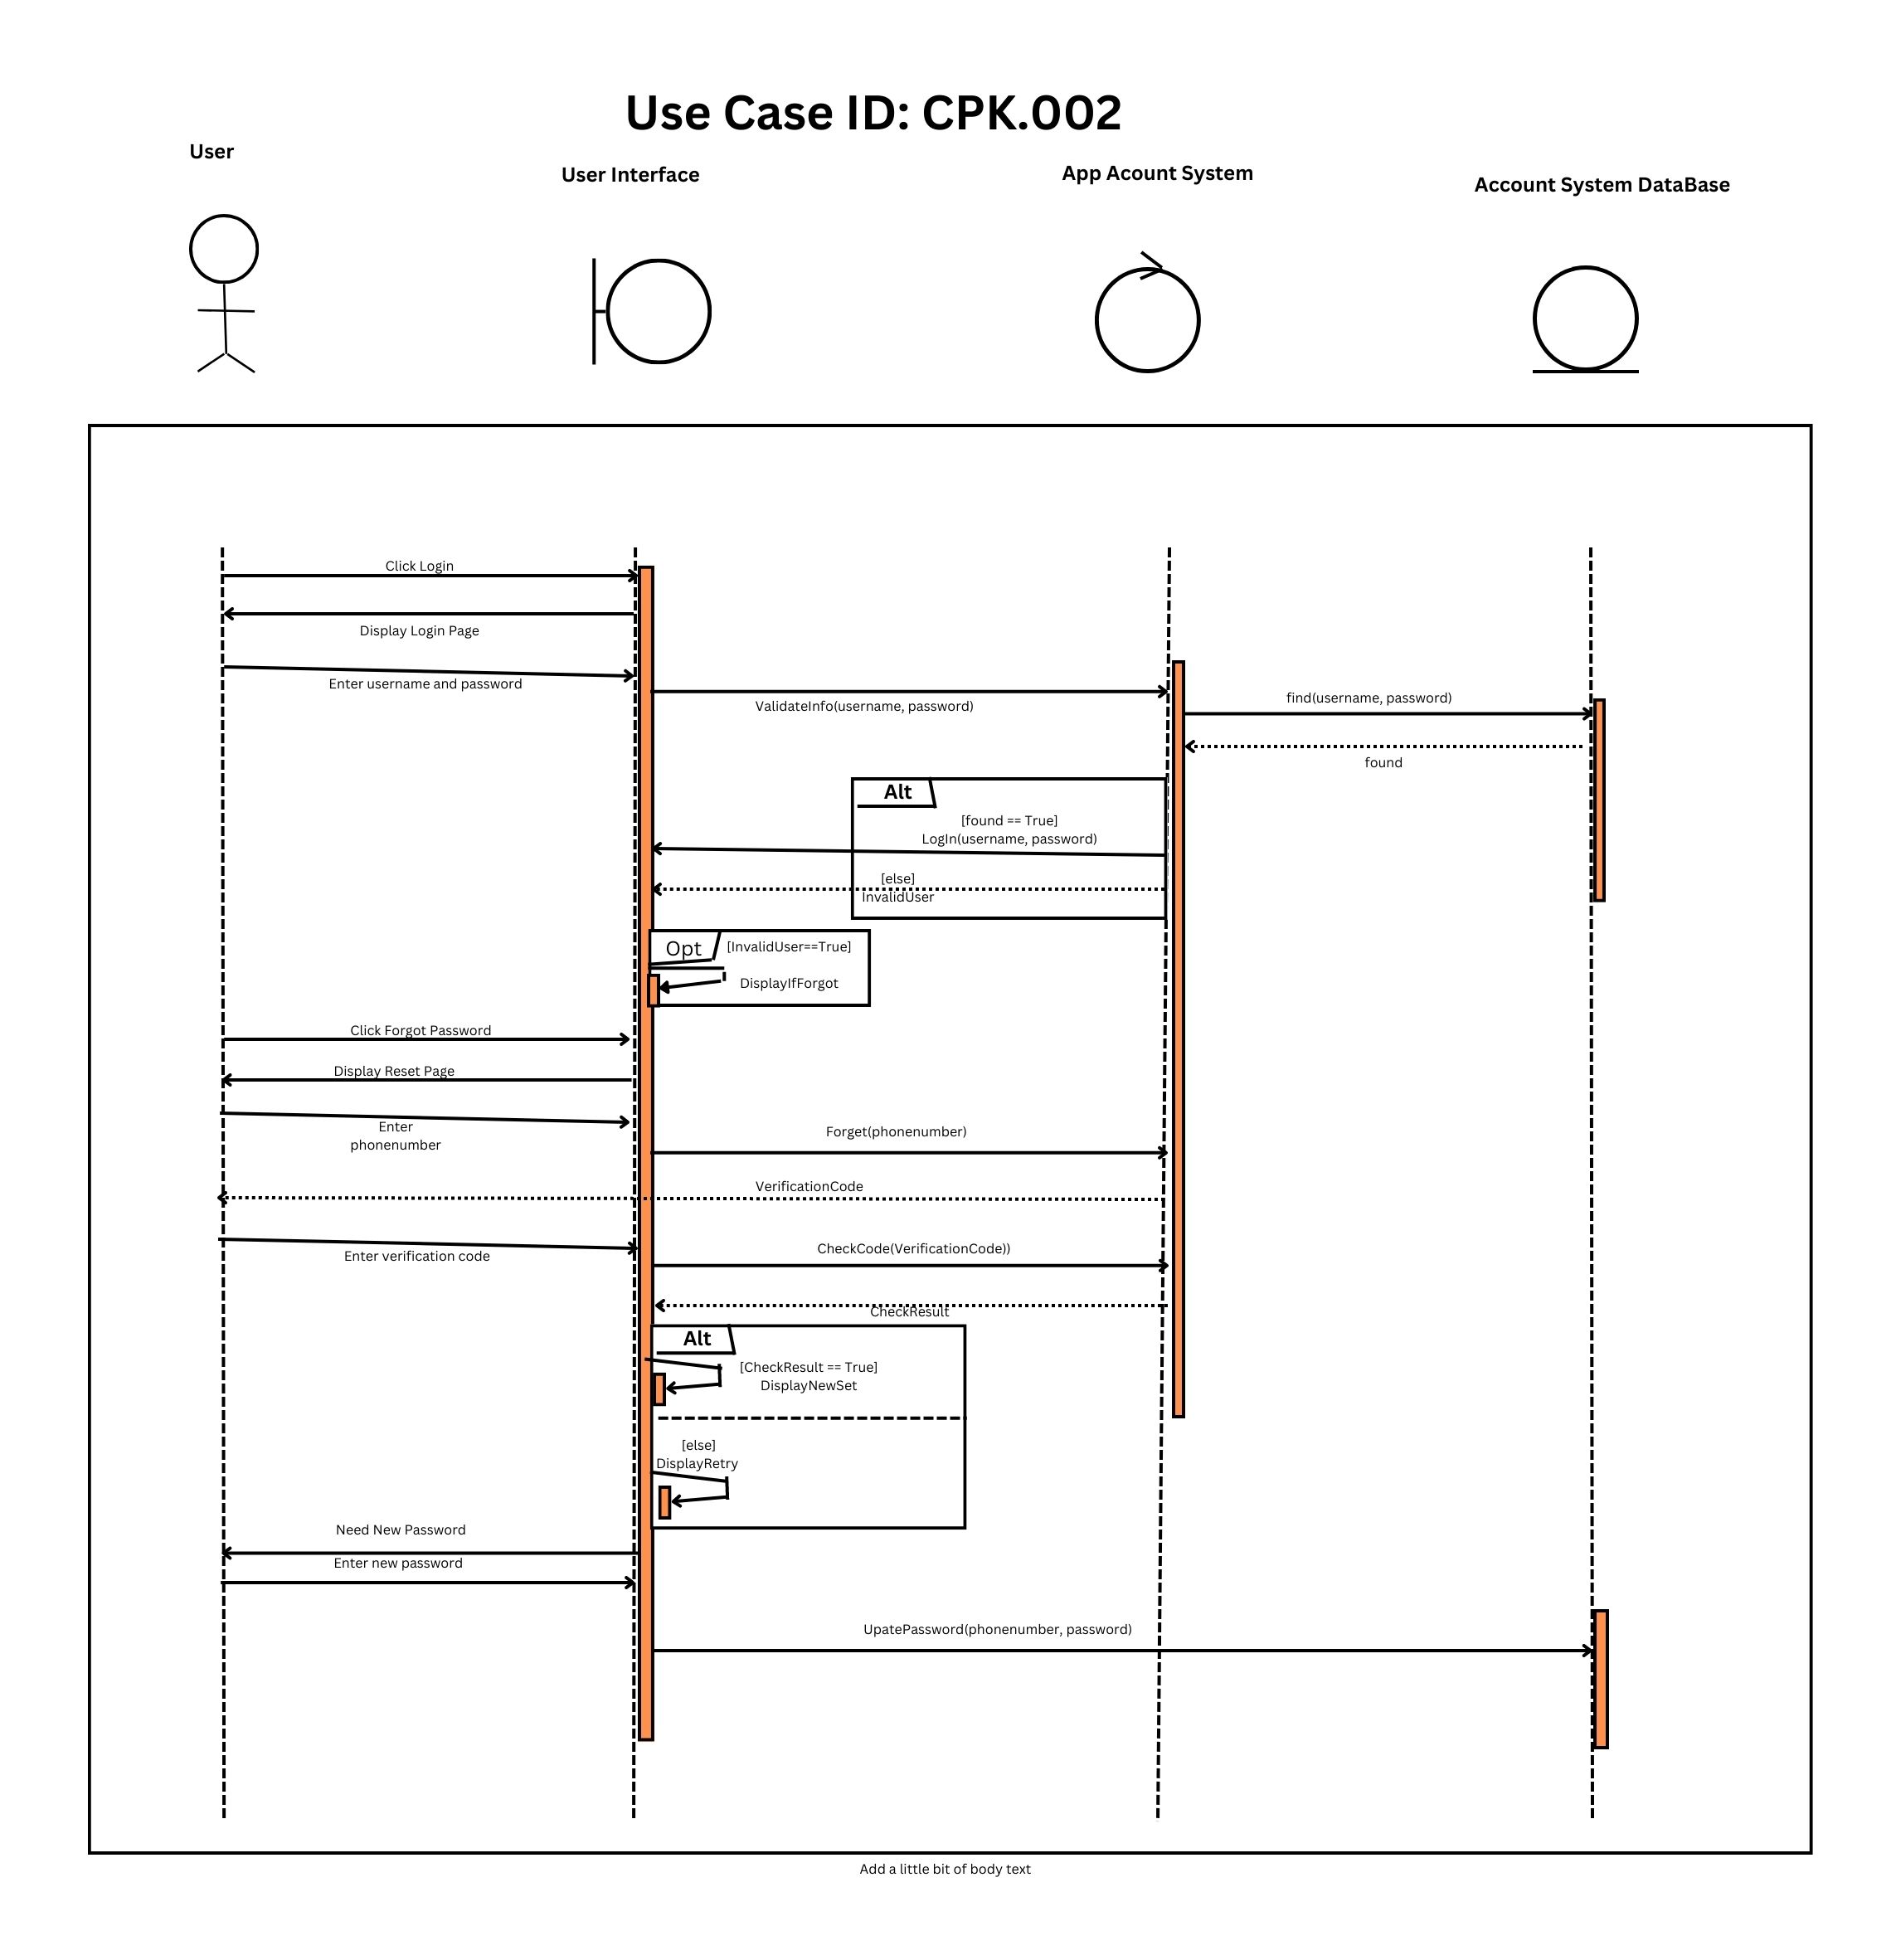 Use Case ID: CPK.002
User
User Interface
App Acount System
Account System DataBase
Click Login
Display Login Page
Enter username and password
ValidateInfo(username, password)
find(username, password)
found
Alt
[found == True]
LogIn(username, password)
[else]
InvalidUser
Opt
[InvalidUser==True]
DisplayIfForgot
Click Forgot Password
Display Reset Page
Enter
phonenumber
Forget(phonenumber)
VerificationCode
Enter verification code
CheckCode(VerificationCode))
CheckResult
Alt
[CheckResult == True]
DisplayNewSet
[else]
DisplayRetry
Need New Password
Enter new password
UpatePassword(phonenumber, password)
Add a little bit of body text